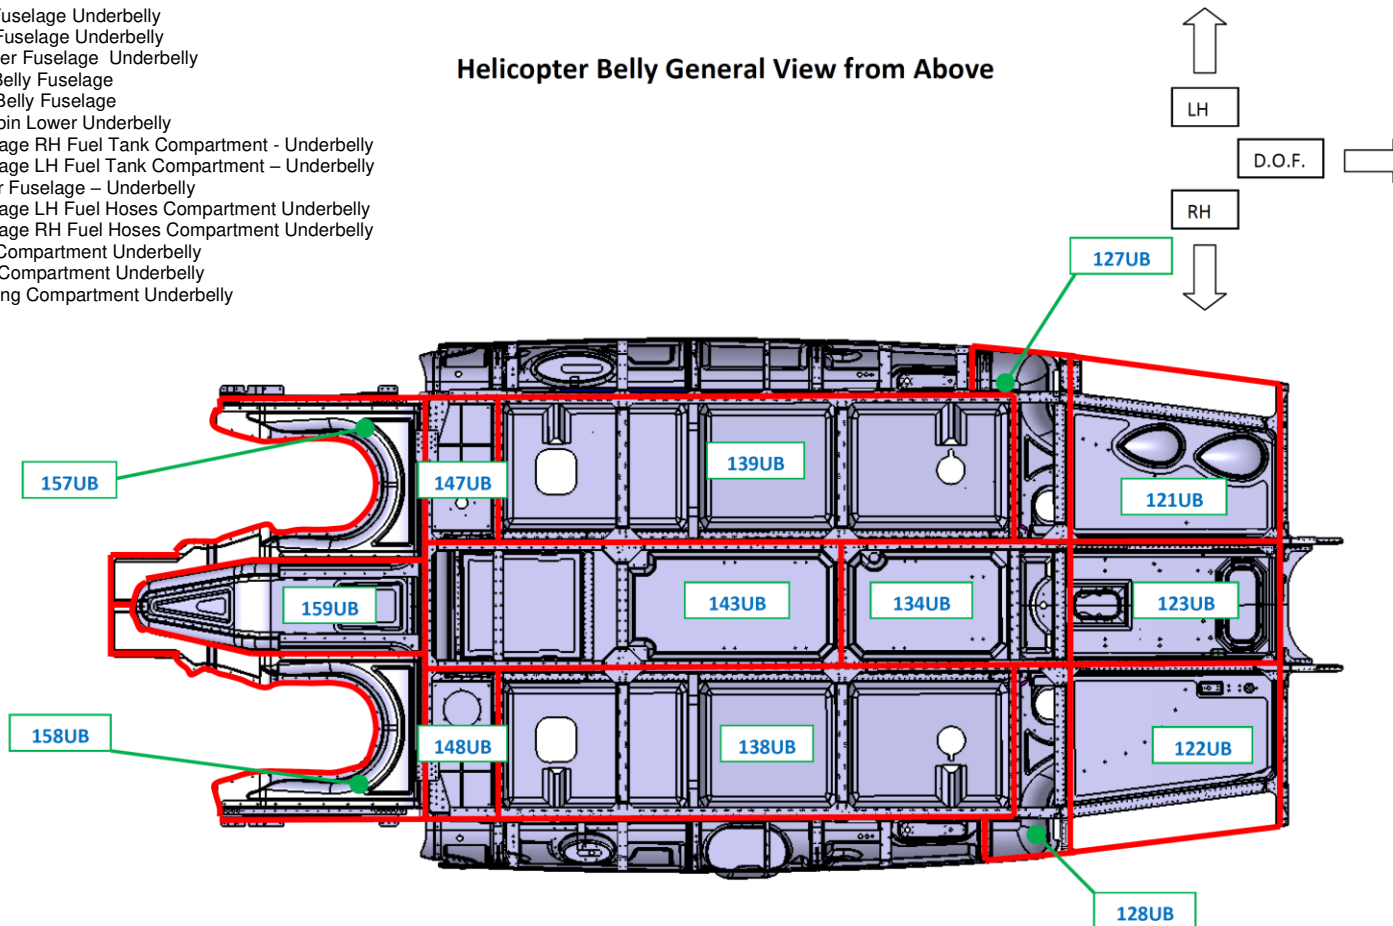 Fuselage Underbelly
Fuselage Underbelly
er Fuselage Underbelly
Belly Fuselage
Belly Fuselage
bin Lower Underbelly
age RH Fuel Tank Compartment - Underbelly
age LH Fuel Tank Compartment – Underbelly
r Fuselage – Underbelly
age LH Fuel Hoses Compartment Underbelly
age RH Fuel Hoses Compartment Underbelly
Compartment Underbelly
Compartment Underbelly
ng Compartment Underbelly
Helicopter Belly General View from Above
LH
D.O.F.
RH
127UB
157UB
147UB
139UB
121UB
159UB
143UB
134UB
123UB
158UB
148UB
138UB
122UB
128UB